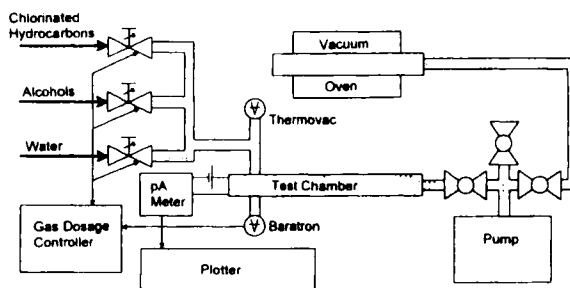 Chlorinated
Hydrocarbons
Vacuum
Oven
Alcohols
Thermovac
Water
pA
Meter
Test Chamber
Baratron
Gas Dosage
Controller
Plotter
Pump